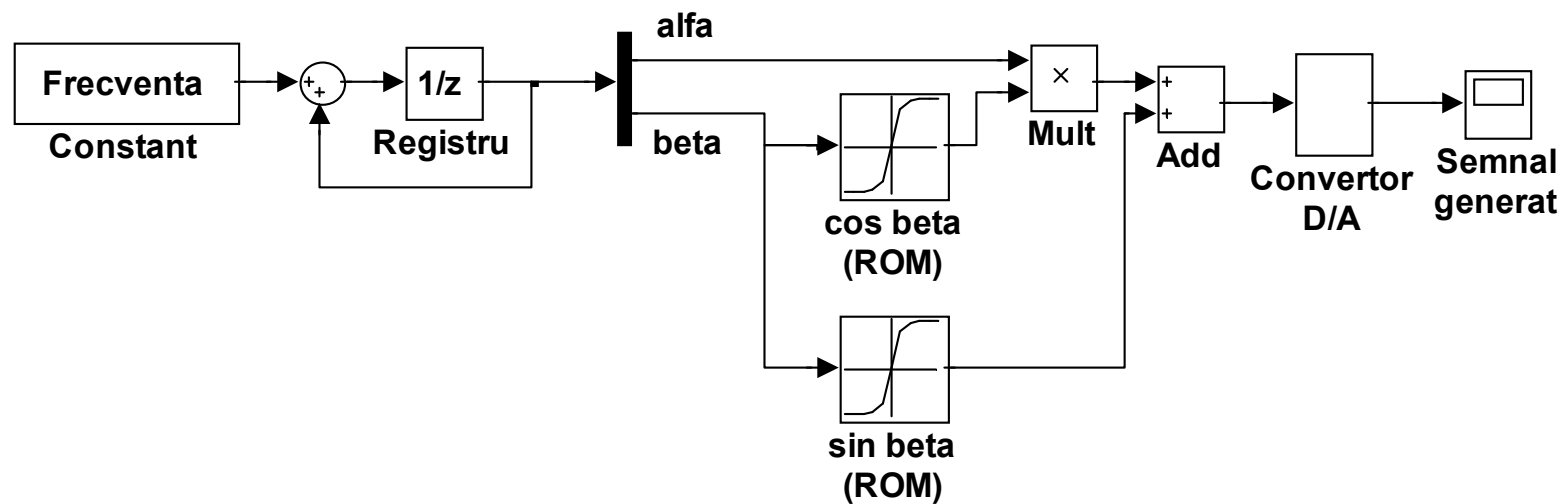 Frecventa
Constant
+
+
1/z
Registru
alfa
beta
cos beta
(ROM)
sin beta
(ROM)
×
Mult
+
+
Add
Convertor
D/A
Semnal
generat